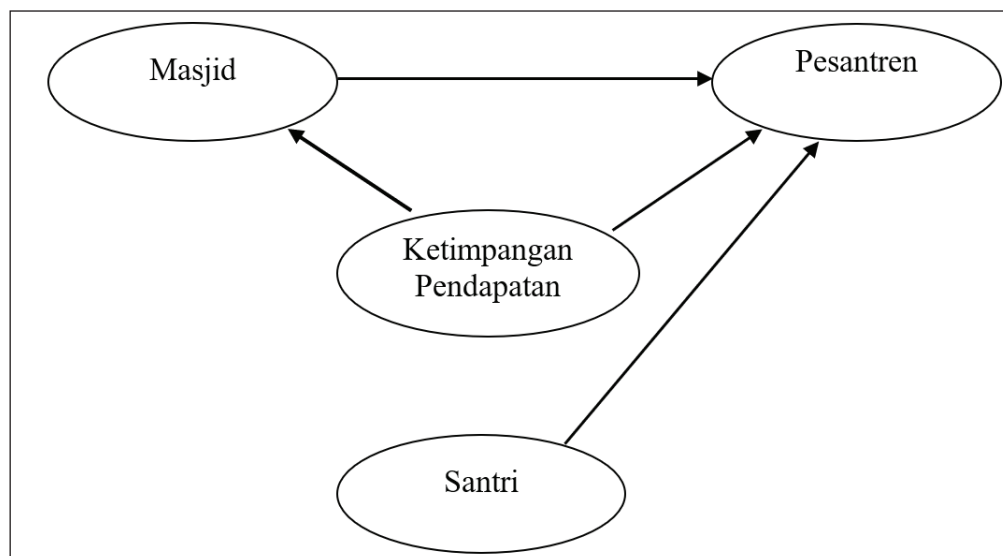 Masjid
Pesantren
Ketimpangan
Pendapatan
Santri